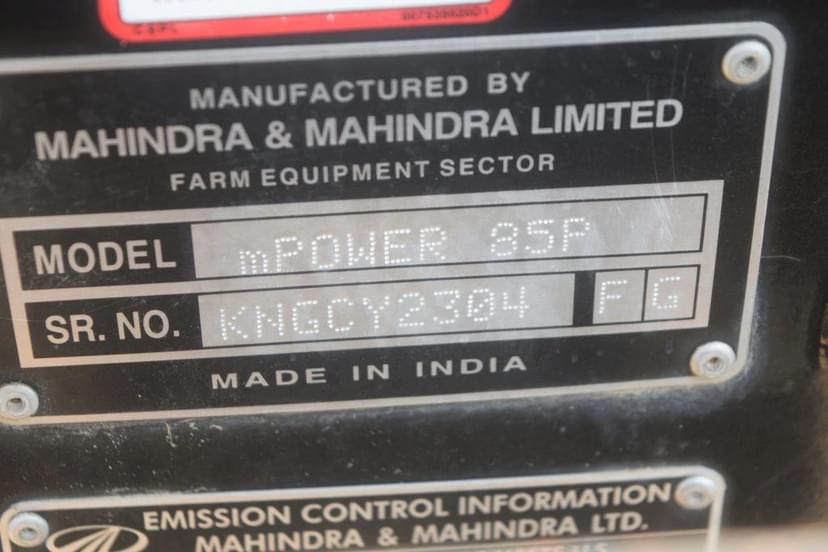 MANUFACTURED BY
MAHINDRA & MAHINDRA LIMITED
FARM EQUIPMENT SECTOR
MODEL mPOWER 85P
SR. NO. KNGCY2304 F G
MADE IN INDIA
EMISSION CONTROL INFORMATION
MAHINDRA & MAHINDRA LTD.